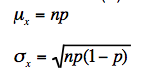 μₓ = np
σₓ = √np(1− p)